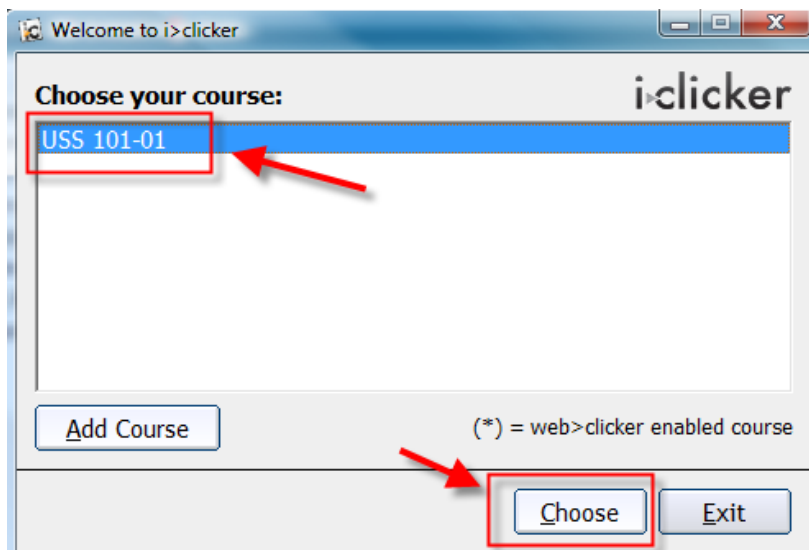 Welcome to i>clicker
Choose your course:
i>clicker
USS 101-01
Add Course
(*) = web>clicker enabled course
Choose
Exit